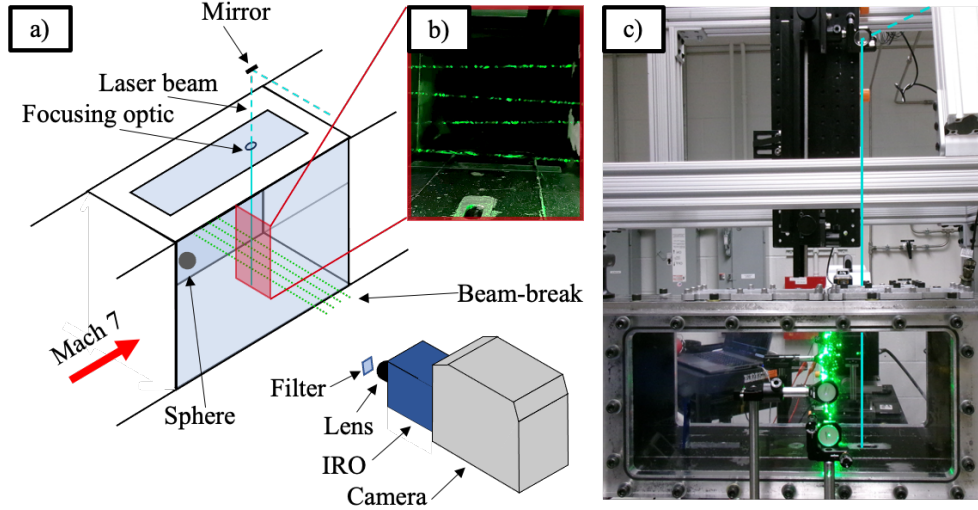 a)
Mirror
Laser beam
Focusing optic
b)
Beam-break
Mach 7
Sphere
Filter
Lens
IRO
Camera
c)